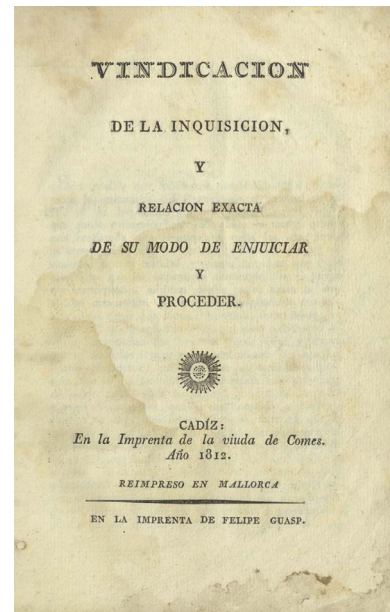 VINDICACION
DE LA INQUISICION,
Y
RELACION EXACTA
DE SU MODO DE ENJUICIAR
Y
PROCEDER.
CADÍZ:
En la Imprenta de la viuda de Comes.
Año 1812.
REIMPRESO EN MALLORCA
EN LA IMPRENTA DE FELIPE GUASP.